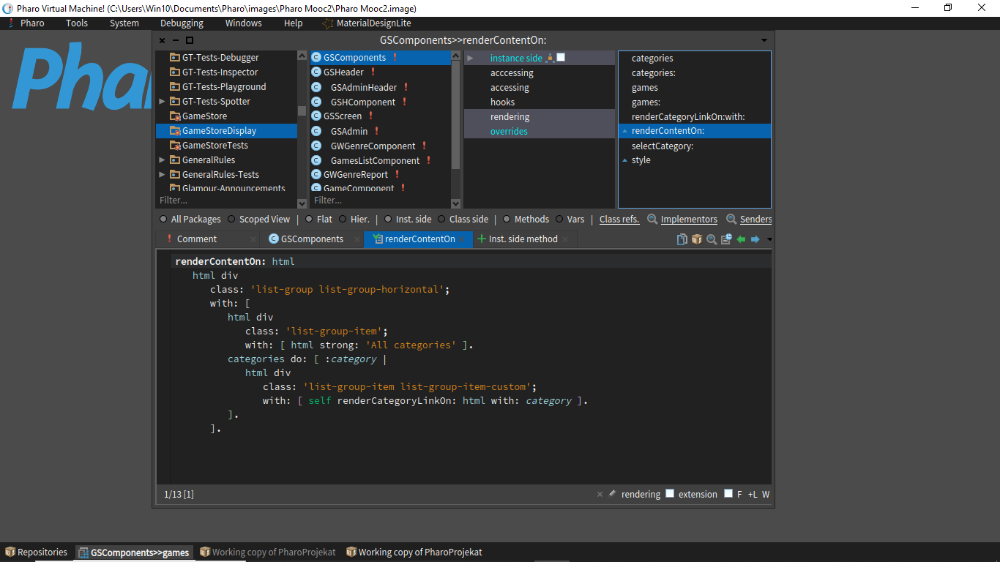 Pharo Virtual Machine! (C:\Users\Win10\Documents\Pharo\images\Pharo Mooc2\Pharo Mooc2.image)
Pharo Tools System Debugging Windows Help MaterialDesignLite
Phar
GSComponents>>renderContentOn:
GT-Tests-Debugger
GT-Tests-Inspector
GT-Tests-Playground
GT-Tests-Spotter
GameStore
GameStoreDisplay
GameStoreTests
GeneralRules
GeneralRules-Tests
Glamour-Announcements
Filter...
GSComponents
GSHeader
GSAdminHeader
GSHComponent
GSScreen
GSAdmin
GWGenreComponent
GamesListComponent
GWGenreReport
GameComponent
Filter...
instance side
acccessing
accessing
hooks
rendering
overrides
categories
categories:
games
games:
renderCategoryLinkOn:with:
renderContentOn:
selectCategory:
style
All Packages Scoped View | Flat Hier. | Inst. side Class side | Methods Vars Class refs. Implementors Senders
Comment GSComponents renderContentOn Inst. side method
renderContentOn: html
html div
class: 'list-group list-group-horizontal';
with: [
html div
class: 'list-group-item';
with: [ html strong: 'All categories' ].
categories do: [ :category |
html div
class: 'list-group-item list-group-item-custom';
with: [ self renderCategoryLinkOn: html with: category ].
].
].
1/13 [1] rendering extension F +L W
Repositories GSComponents>>games Working copy of PharoProjekat Working copy of PharoProjekat